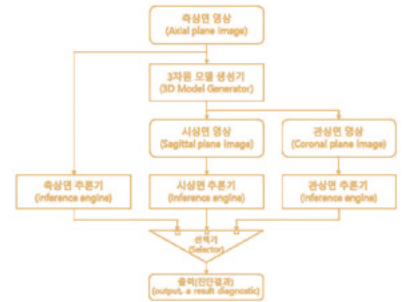 축상면 영상
(Axial plane image)
3차원 모델 생성기
(3D Model Generator)
시상면 영상
(Sagittal plane image)
관상면 영상
(Coronal plane image)
축상면 추론기
(inference engine)
시상면 추론기
(Inference engine)
관상면 추론기
(Inference engine)
선택기
(Selector)
출력(진단결과)
(output, a result diagnostic)